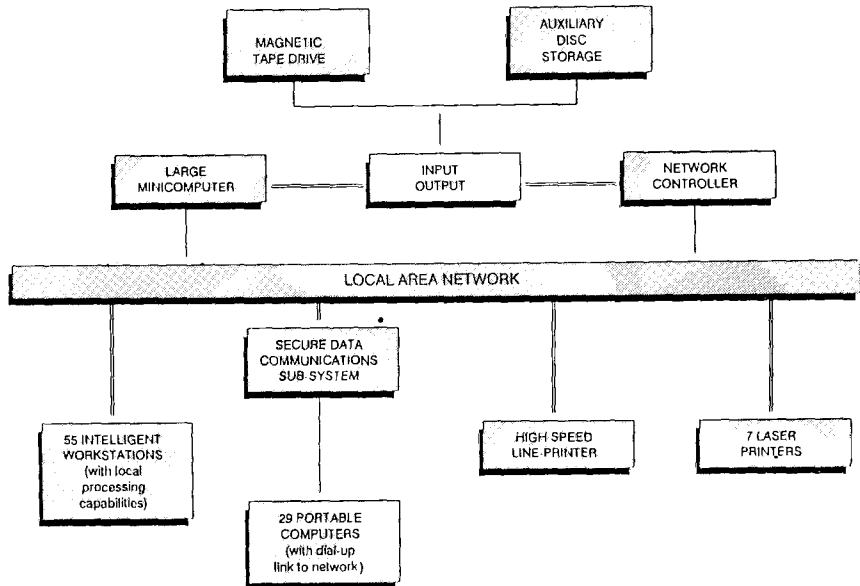 MAGNETIC
TAPE DRIVE
AUXILIARY
DISC
STORAGE
LARGE
MINICOMPUTER
INPUT
OUTPUT
NETWORK
CONTROLLER
LOCAL AREA NETWORK
SECURE DATA
COMMUNICATIONS
SUB-SYSTEM
55 INTELLIGENT
WORKSTATIONS
(with local
processing
capabilities)
HIGH SPEED
LINE-PRINTER
7 LASER
PRINTERS
29 PORTABLE
COMPUTERS
(with dial-up
link to network)